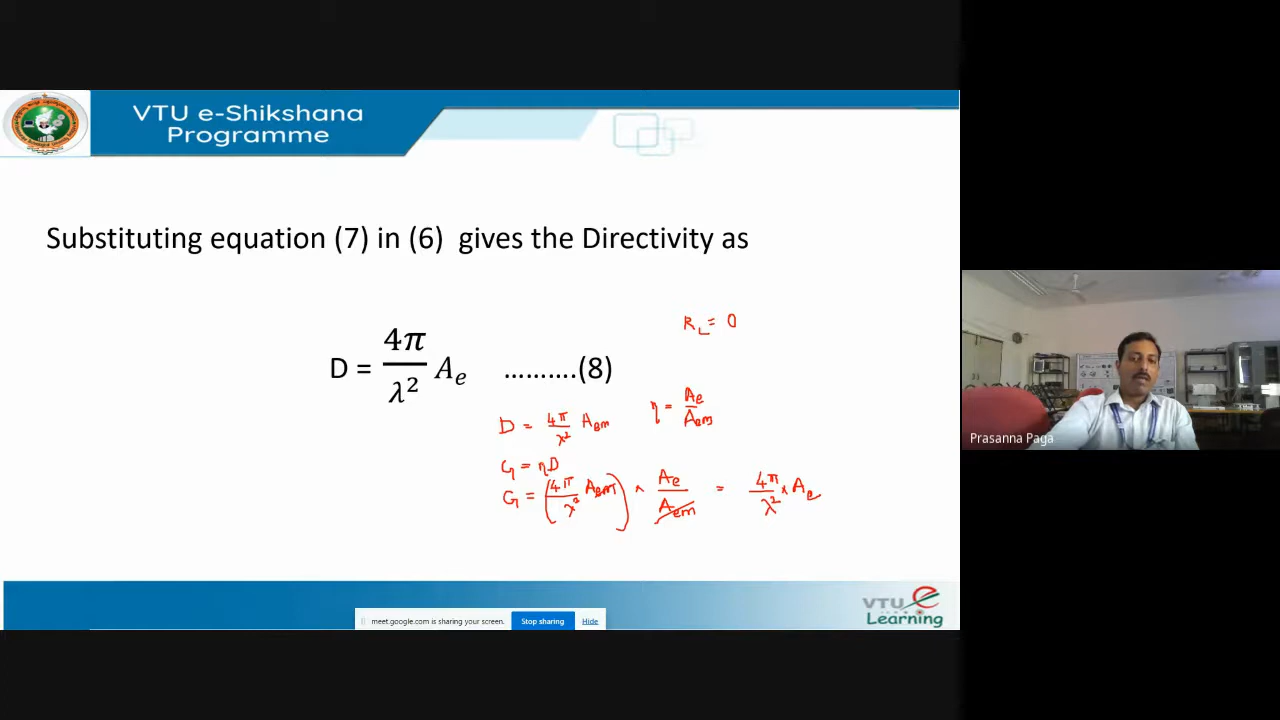 VTU e-Shikshana
Programme
Substituting equation (7) in (6) gives the Directivity as
R_L = 0
D = 4π/λ² A_e ……….(8)
D = 4π/λ² A_em
η = A_e/A_em
G = ηD
G = (4π/λ² A_em) × A_e/A_em = 4π/λ² × A_e
Prasanna Paga
VTU e
Learning
meet.google.com is sharing your screen. Stop sharing Hide